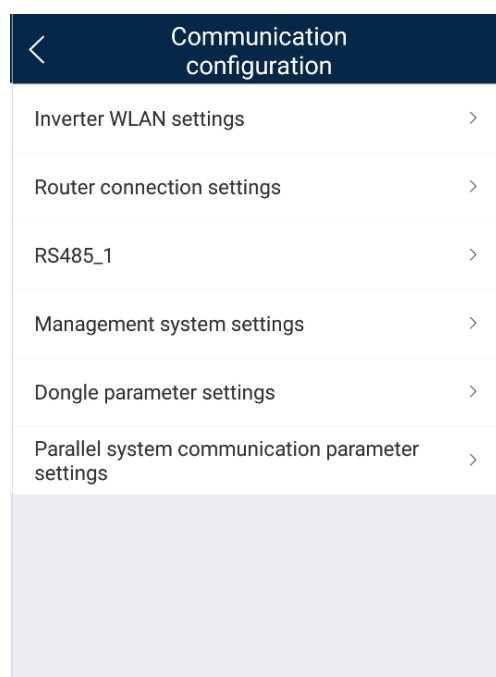 Communication
configuration
Inverter WLAN settings
Router connection settings
RS485_1
Management system settings
Dongle parameter settings
Parallel system communication parameter
settings